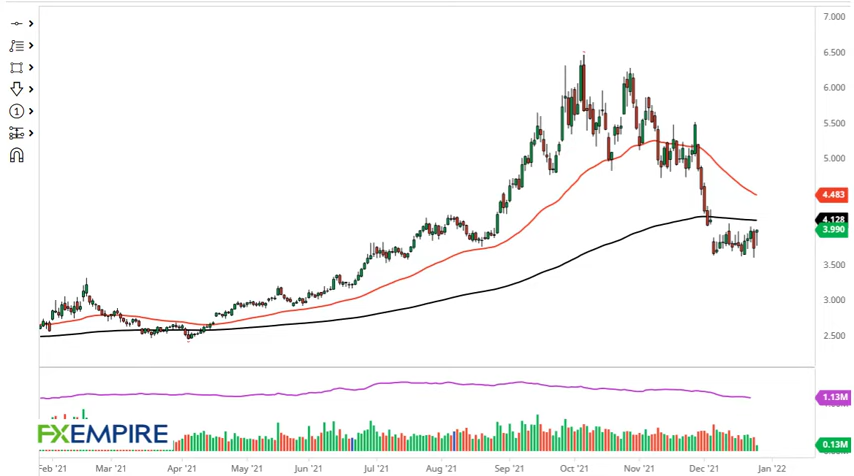 7.000
6.500
6.000
5.500
5.000
4.483
4.128
3.990
3.500
3.000
2.500
1.13M
FXEMPIRE
0.13M
Feb '21 Mar '21 Apr '21 May '21 Jun '21 Jul '21 Aug '21 Sep '21 Oct '21 Nov '21 Dec '21 Jan '22